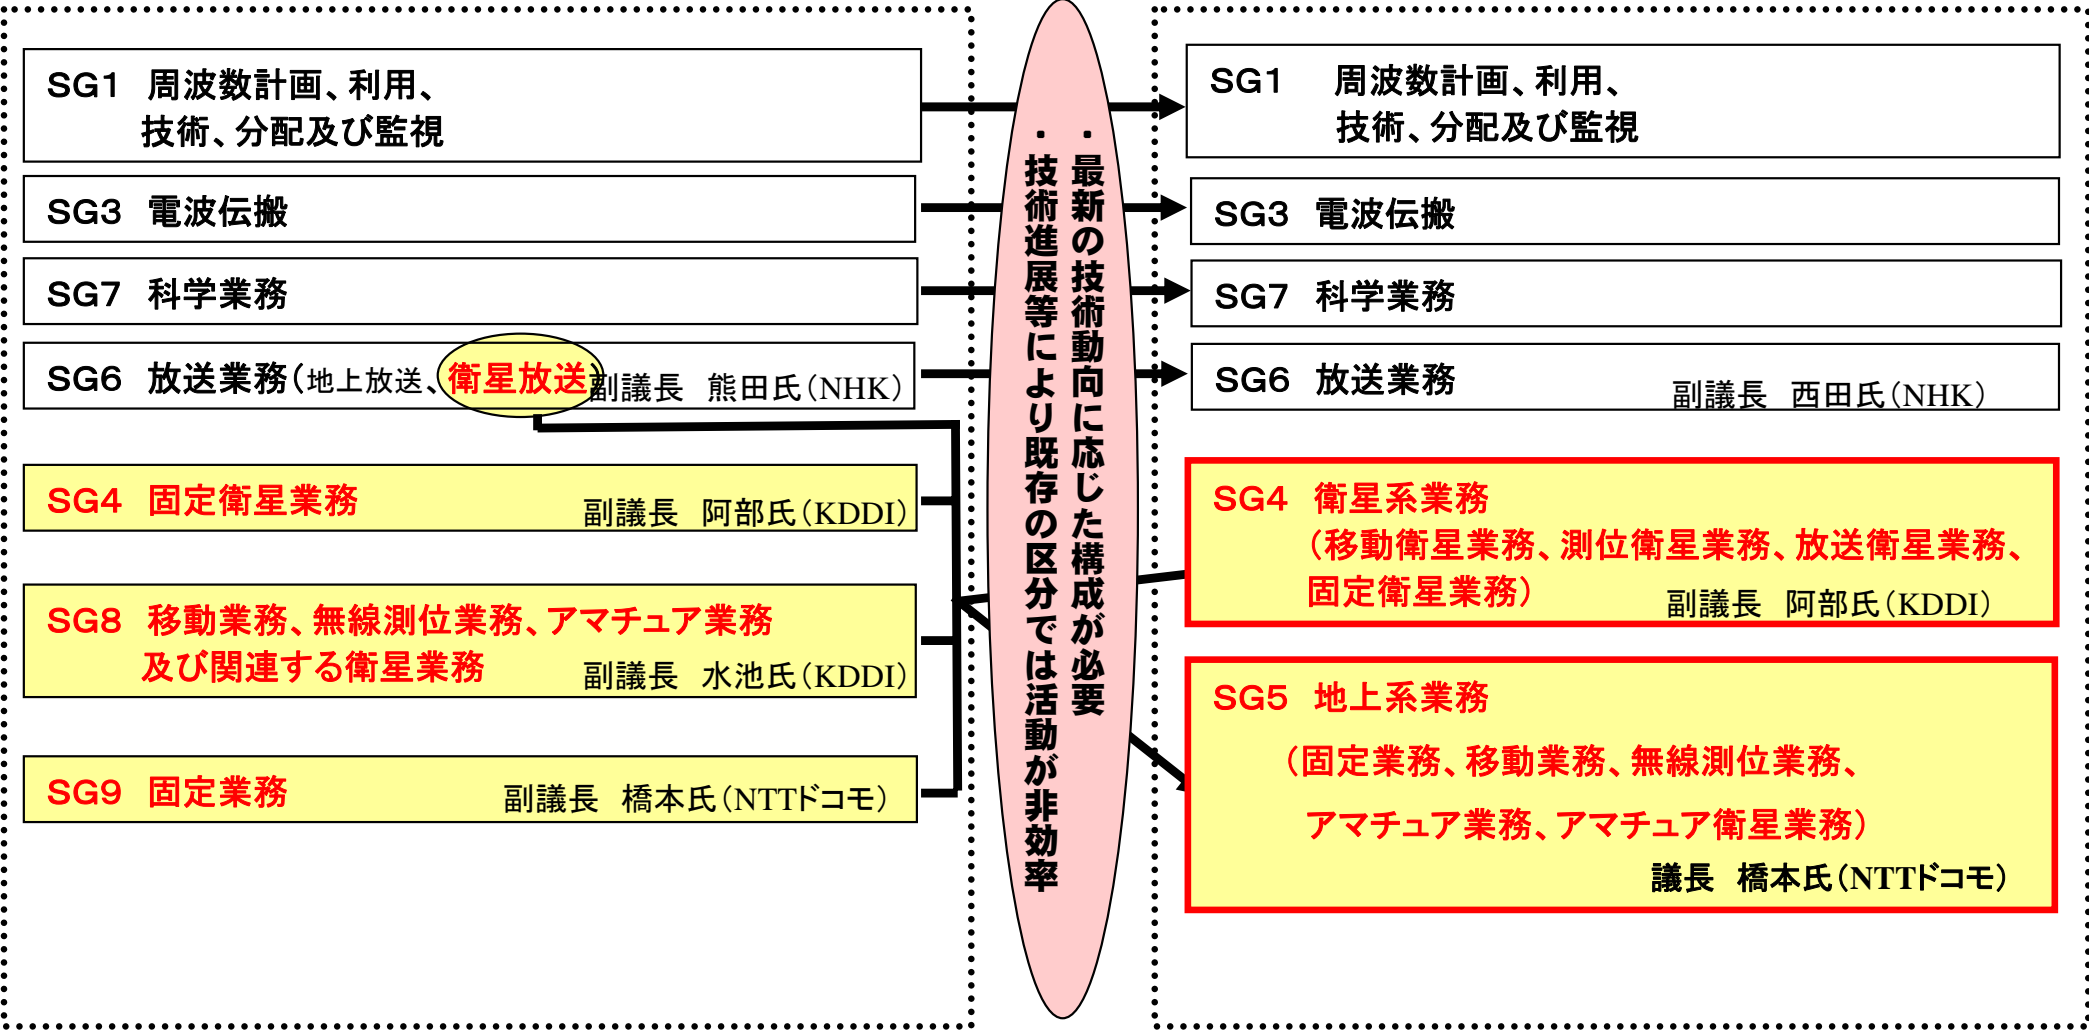 SG1 周波数計画、利用、
技術、分配及び監視
SG3 電波伝搬
SG7 科学業務
SG6 放送業務(地上放送、衛星放送)副議長 熊田氏(NHK)
SG4 固定衛星業務 副議長 阿部氏(KDDI)
SG8 移動業務、無線測位業務、アマチュア業務
及び関連する衛星業務 副議長 水池氏(KDDI)
SG9 固定業務 副議長 橋本氏(NTTドコモ)
・最新の技術動向に応じた構成が必要
・技術進展等により既存の区分では活動が非効率
SG1 周波数計画、利用、
技術、分配及び監視
SG3 電波伝搬
SG7 科学業務
SG6 放送業務 副議長 西田氏(NHK)
SG4 衛星系業務
(移動衛星業務、測位衛星業務、放送衛星業務、
固定衛星業務) 副議長 阿部氏(KDDI)
SG5 地上系業務
(固定業務、移動業務、無線測位業務、
アマチュア業務、アマチュア衛星業務)
議長 橋本氏(NTTドコモ)